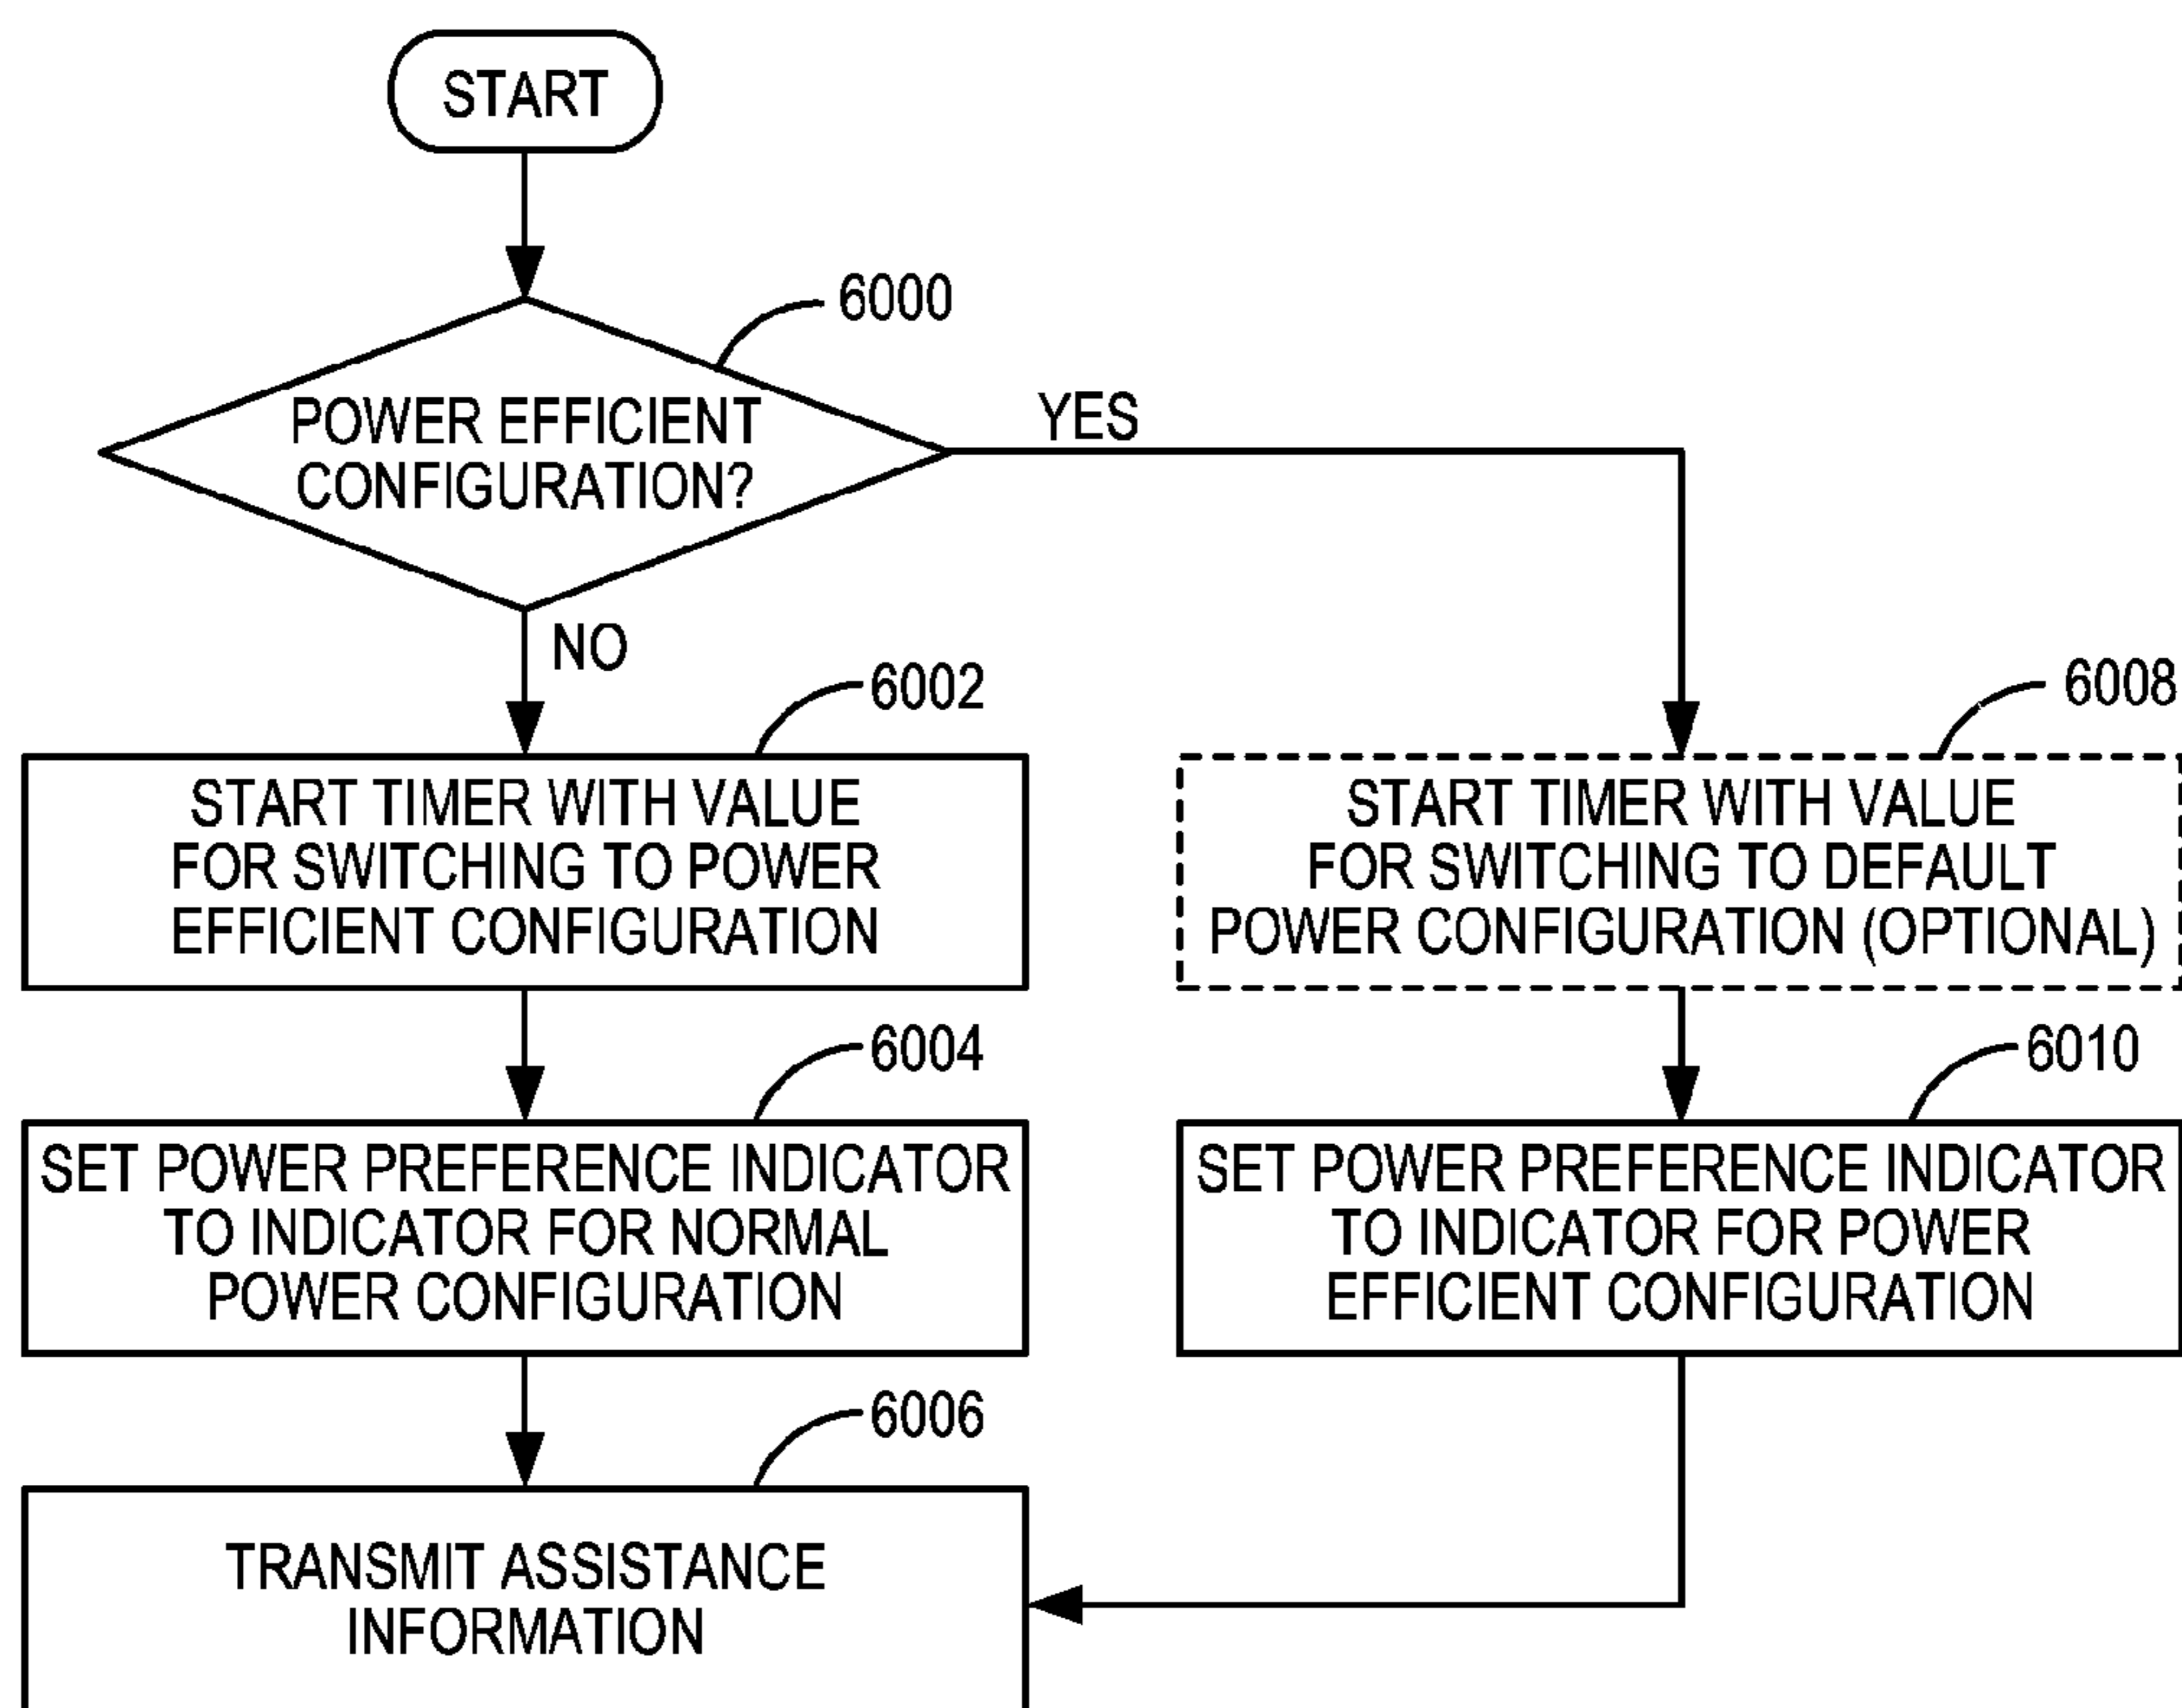 START
6000
POWER EFFICIENT
CONFIGURATION?
YES
NO
6002
START TIMER WITH VALUE
FOR SWITCHING TO POWER
EFFICIENT CONFIGURATION
6008
START TIMER WITH VALUE
FOR SWITCHING TO DEFAULT
POWER CONFIGURATION (OPTIONAL)
6004
SET POWER PREFERENCE INDICATOR
TO INDICATOR FOR NORMAL
POWER CONFIGURATION
6010
SET POWER PREFERENCE INDICATOR
TO INDICATOR FOR POWER
EFFICIENT CONFIGURATION
6006
TRANSMIT ASSISTANCE
INFORMATION